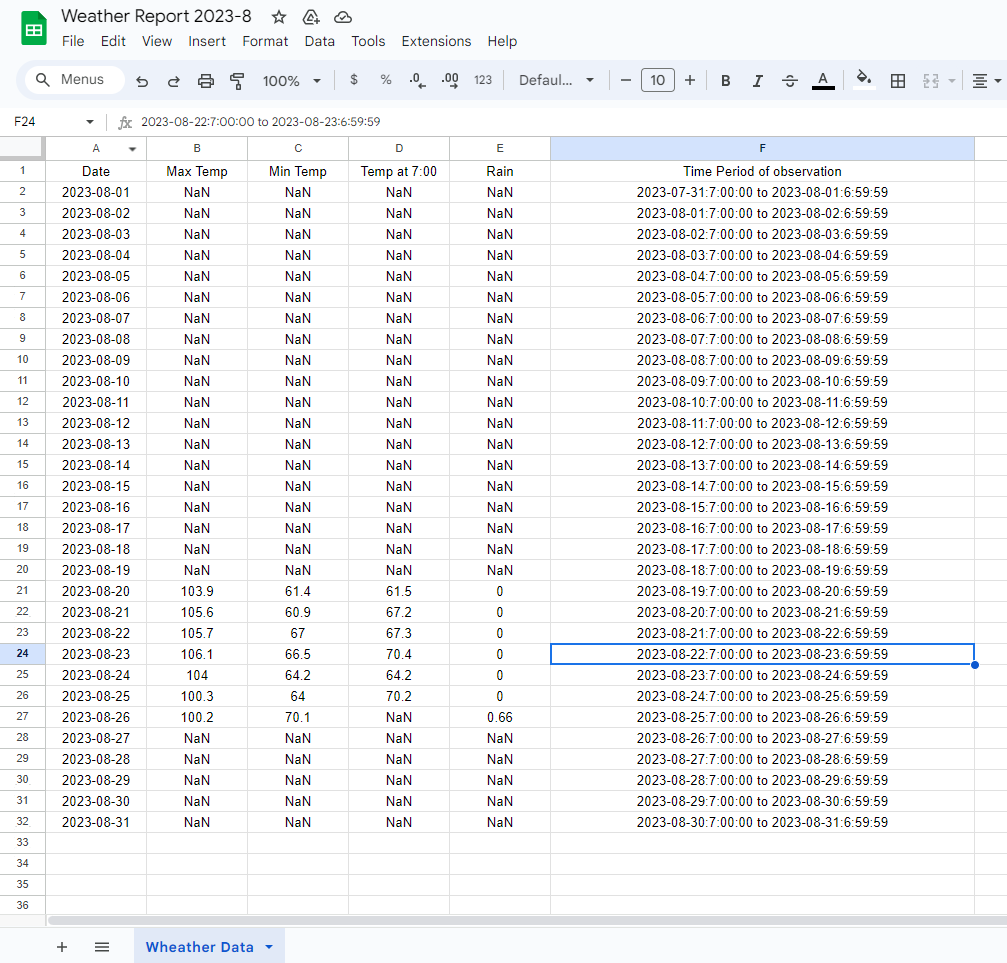 Weather Report 2023-8
File Edit View Insert Format Data Tools Extensions Help
Menus 100% $ % .0 .00 123 Defaul... − 10 + B I A
F24 fx 2023-08-22:7:00:00 to 2023-08-23:6:59:59
A B C D E F
1 Date Max Temp Min Temp Temp at 7:00 Rain Time Period of observation
2 2023-08-01 NaN NaN NaN NaN 2023-07-31:7:00:00 to 2023-08-01:6:59:59
3 2023-08-02 NaN NaN NaN NaN 2023-08-01:7:00:00 to 2023-08-02:6:59:59
4 2023-08-03 NaN NaN NaN NaN 2023-08-02:7:00:00 to 2023-08-03:6:59:59
5 2023-08-04 NaN NaN NaN NaN 2023-08-03:7:00:00 to 2023-08-04:6:59:59
6 2023-08-05 NaN NaN NaN NaN 2023-08-04:7:00:00 to 2023-08-05:6:59:59
7 2023-08-06 NaN NaN NaN NaN 2023-08-05:7:00:00 to 2023-08-06:6:59:59
8 2023-08-07 NaN NaN NaN NaN 2023-08-06:7:00:00 to 2023-08-07:6:59:59
9 2023-08-08 NaN NaN NaN NaN 2023-08-07:7:00:00 to 2023-08-08:6:59:59
10 2023-08-09 NaN NaN NaN NaN 2023-08-08:7:00:00 to 2023-08-09:6:59:59
11 2023-08-10 NaN NaN NaN NaN 2023-08-09:7:00:00 to 2023-08-10:6:59:59
12 2023-08-11 NaN NaN NaN NaN 2023-08-10:7:00:00 to 2023-08-11:6:59:59
13 2023-08-12 NaN NaN NaN NaN 2023-08-11:7:00:00 to 2023-08-12:6:59:59
14 2023-08-13 NaN NaN NaN NaN 2023-08-12:7:00:00 to 2023-08-13:6:59:59
15 2023-08-14 NaN NaN NaN NaN 2023-08-13:7:00:00 to 2023-08-14:6:59:59
16 2023-08-15 NaN NaN NaN NaN 2023-08-14:7:00:00 to 2023-08-15:6:59:59
17 2023-08-16 NaN NaN NaN NaN 2023-08-15:7:00:00 to 2023-08-16:6:59:59
18 2023-08-17 NaN NaN NaN NaN 2023-08-16:7:00:00 to 2023-08-17:6:59:59
19 2023-08-18 NaN NaN NaN NaN 2023-08-17:7:00:00 to 2023-08-18:6:59:59
20 2023-08-19 NaN NaN NaN NaN 2023-08-18:7:00:00 to 2023-08-19:6:59:59
21 2023-08-20 103.9 61.4 61.5 0 2023-08-19:7:00:00 to 2023-08-20:6:59:59
22 2023-08-21 105.6 60.9 67.2 0 2023-08-20:7:00:00 to 2023-08-21:6:59:59
23 2023-08-22 105.7 67 67.3 0 2023-08-21:7:00:00 to 2023-08-22:6:59:59
24 2023-08-23 106.1 66.5 70.4 0 2023-08-22:7:00:00 to 2023-08-23:6:59:59
25 2023-08-24 104 64.2 64.2 0 2023-08-23:7:00:00 to 2023-08-24:6:59:59
26 2023-08-25 100.3 64 70.2 0 2023-08-24:7:00:00 to 2023-08-25:6:59:59
27 2023-08-26 100.2 70.1 NaN 0.66 2023-08-25:7:00:00 to 2023-08-26:6:59:59
28 2023-08-27 NaN NaN NaN NaN 2023-08-26:7:00:00 to 2023-08-27:6:59:59
29 2023-08-28 NaN NaN NaN NaN 2023-08-27:7:00:00 to 2023-08-28:6:59:59
30 2023-08-29 NaN NaN NaN NaN 2023-08-28:7:00:00 to 2023-08-29:6:59:59
31 2023-08-30 NaN NaN NaN NaN 2023-08-29:7:00:00 to 2023-08-30:6:59:59
32 2023-08-31 NaN NaN NaN NaN 2023-08-30:7:00:00 to 2023-08-31:6:59:59
33
34
35
36
+ Wheather Data